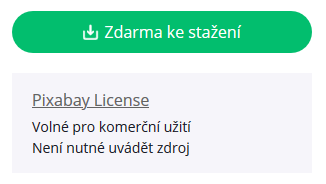 Zdarma ke stažení
Pixabay License
Volné pro komerční užití
Není nutné uvádět zdroj